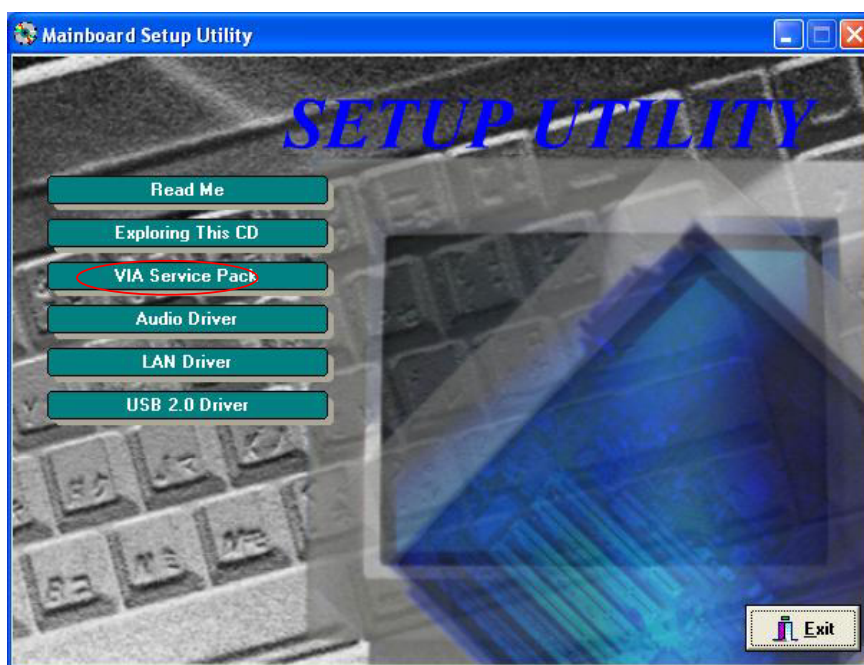 Mainboard Setup Utility
SETUP UTILITY
Read Me
Exploring This CD
VIA Service Pack
Audio Driver
LAN Driver
USB 2.0 Driver
Exit